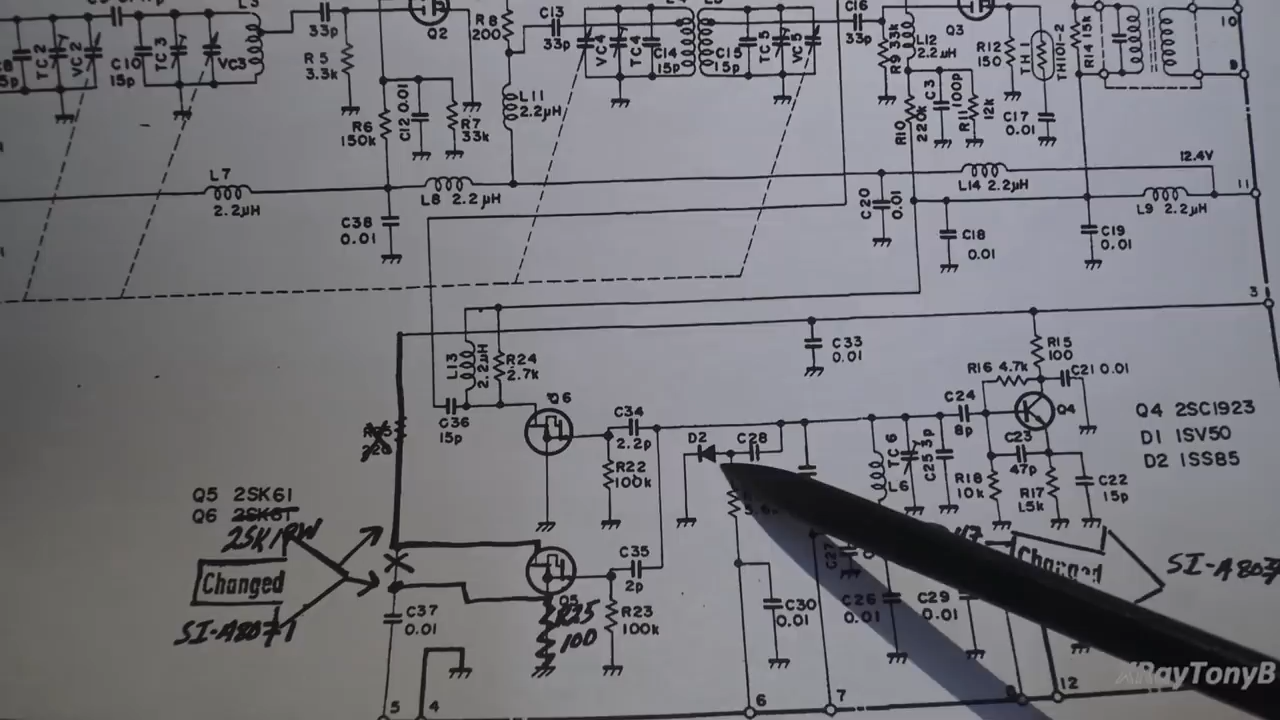 L3
33p
R5
3.3k
Q2
R8
200
C13
33p
VC4
TC4
C14
15p
C15
15p
TC5
VC5
C16
33p
R9 33k
L12
2.2µH
Q3
R12
150
TH1
TH101-2
R14 15k
10
9
TC2
VC2
C10
15p
TC3
VC3
R6
150k
C12 0.01
R7
33k
L11
2.2µH
R10
220k
C3
100p
R11
12k
C17
0.01
L7
2.2µH
L8 2.2µH
C38
0.01
C20
0.01
L14 2.2µH
12.4V
11
L9 2.2µH
C18
0.01
C19
0.01
3
L13
2.2µH
R24
2.7k
C33
0.01
R15
100
R16 4.7k
C21 0.01
C36
15p
Q6
C34
2.2p
R22
100k
D2
C28
TC6
L6
C25 3p
C24
8p
Q4
C23
47p
R18
10k
R17
1.5k
C22
15p
Q4 2SC1923
D1 1SV50
D2 1SS85
Q5 2SK61
Q6 2SK61
2SK19W
Changed
SI-A8071
C37
0.01
Q5
R25
100
C35
2p
R23
100k
C30
0.01
C27
C26
0.01
C29
0.01
Changed
5
4
6
7
12
XRayTonyB